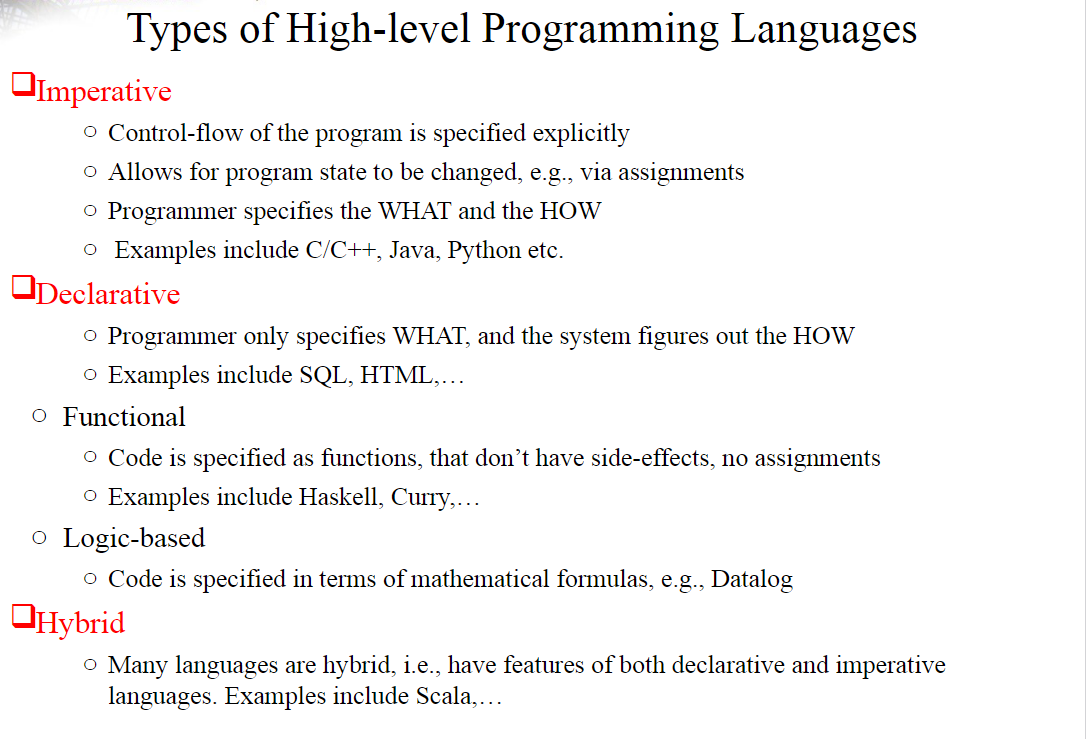 Types of High-level Programming Languages
❑Imperative
○ Control-flow of the program is specified explicitly
○ Allows for program state to be changed, e.g., via assignments
○ Programmer specifies the WHAT and the HOW
○ Examples include C/C++, Java, Python etc.
❑Declarative
○ Programmer only specifies WHAT, and the system figures out the HOW
○ Examples include SQL, HTML,…
○ Functional
○ Code is specified as functions, that don’t have side-effects, no assignments
○ Examples include Haskell, Curry,…
○ Logic-based
○ Code is specified in terms of mathematical formulas, e.g., Datalog
❑Hybrid
○ Many languages are hybrid, i.e., have features of both declarative and imperative
languages. Examples include Scala,…